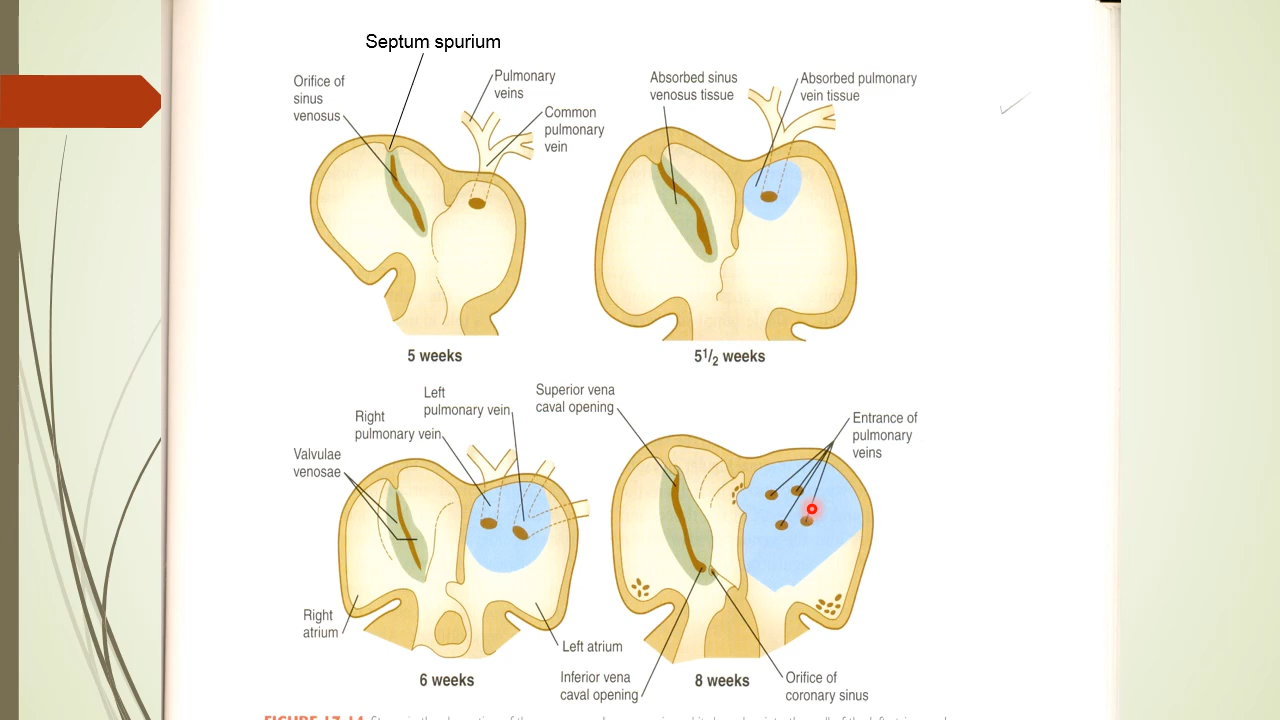 Septum spurium
Orifice of
sinus
venosus
Pulmonary
veins
Common
pulmonary
vein
Absorbed sinus
venosus tissue
Absorbed pulmonary
vein tissue
5 weeks
5 1/2 weeks
Left
pulmonary vein
Right
pulmonary vein
Valvulae
venosae
Superior vena
caval opening
Entrance of
pulmonary
veins
Right
atrium
Left atrium
Inferior vena
caval opening
Orifice of
coronary sinus
6 weeks
8 weeks
FIGURE 17-14